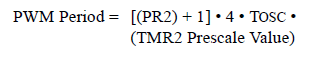 PWM Period = [(PR2) + 1] • 4 • TOSC •
(TMR2 Prescale Value)